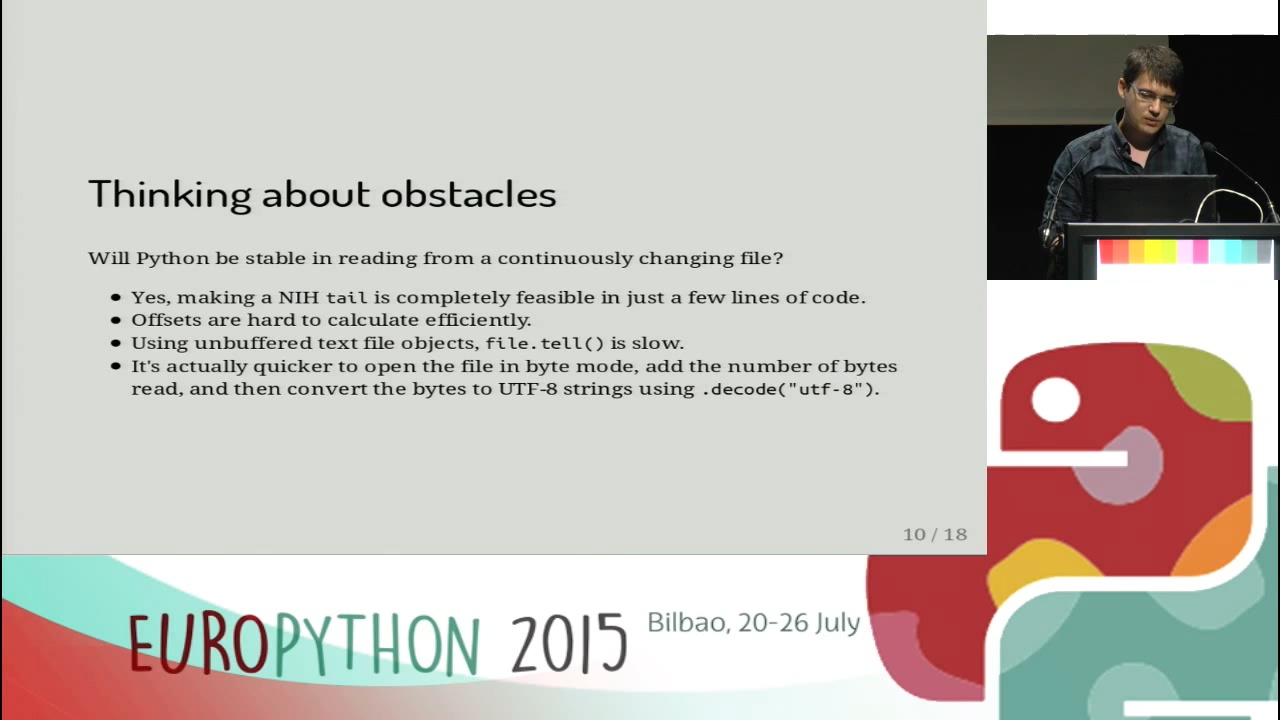 Thinking about obstacles
Will Python be stable in reading from a continuously changing file?
● Yes, making a NIH tail is completely feasible in just a few lines of code.
● Offsets are hard to calculate efficiently.
● Using unbuffered text file objects, file.tell() is slow.
● It's actually quicker to open the file in byte mode, add the number of bytes
read, and then convert the bytes to UTF-8 strings using .decode("utf-8").
10 / 18
EUROPYTHON 2015 Bilbao, 20-26 July